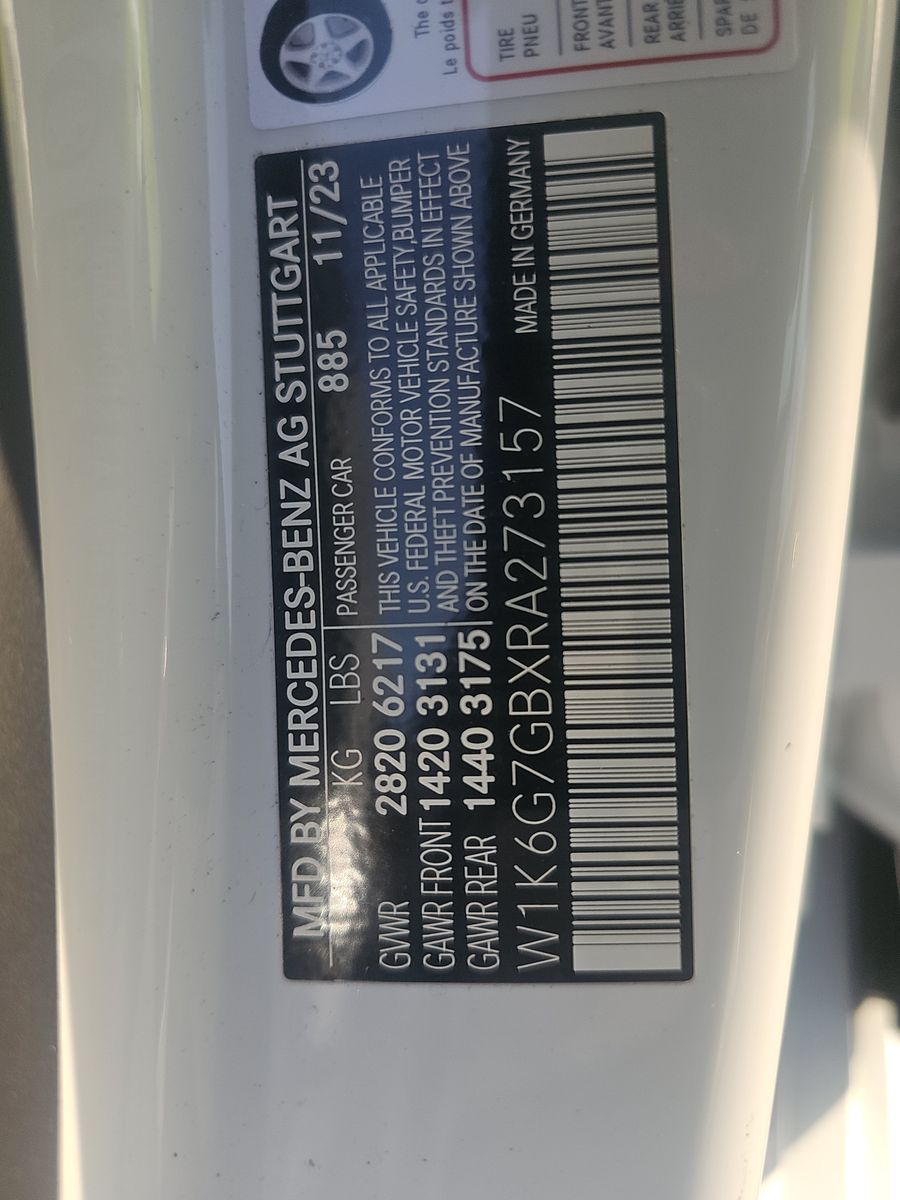 MFD BY MERCEDES-BENZ AG STUTTGART
KG LBS PASSENGER CAR 885 11/23
GVWR 2820 6217
GAWR FRONT 1420 3131
GAWR REAR 1440 3175
THIS VEHICLE CONFORMS TO ALL APPLICABLE
U.S. FEDERAL MOTOR VEHICLE SAFETY,BUMPER
AND THEFT PREVENTION STANDARDS IN EFFECT
ON THE DATE OF MANUFACTURE SHOWN ABOVE
W1K6G7GBXRA273157 MADE IN GERMANY
The
Le poids
TIRE
PNEU
FRONT
AVANT
REAR
DE